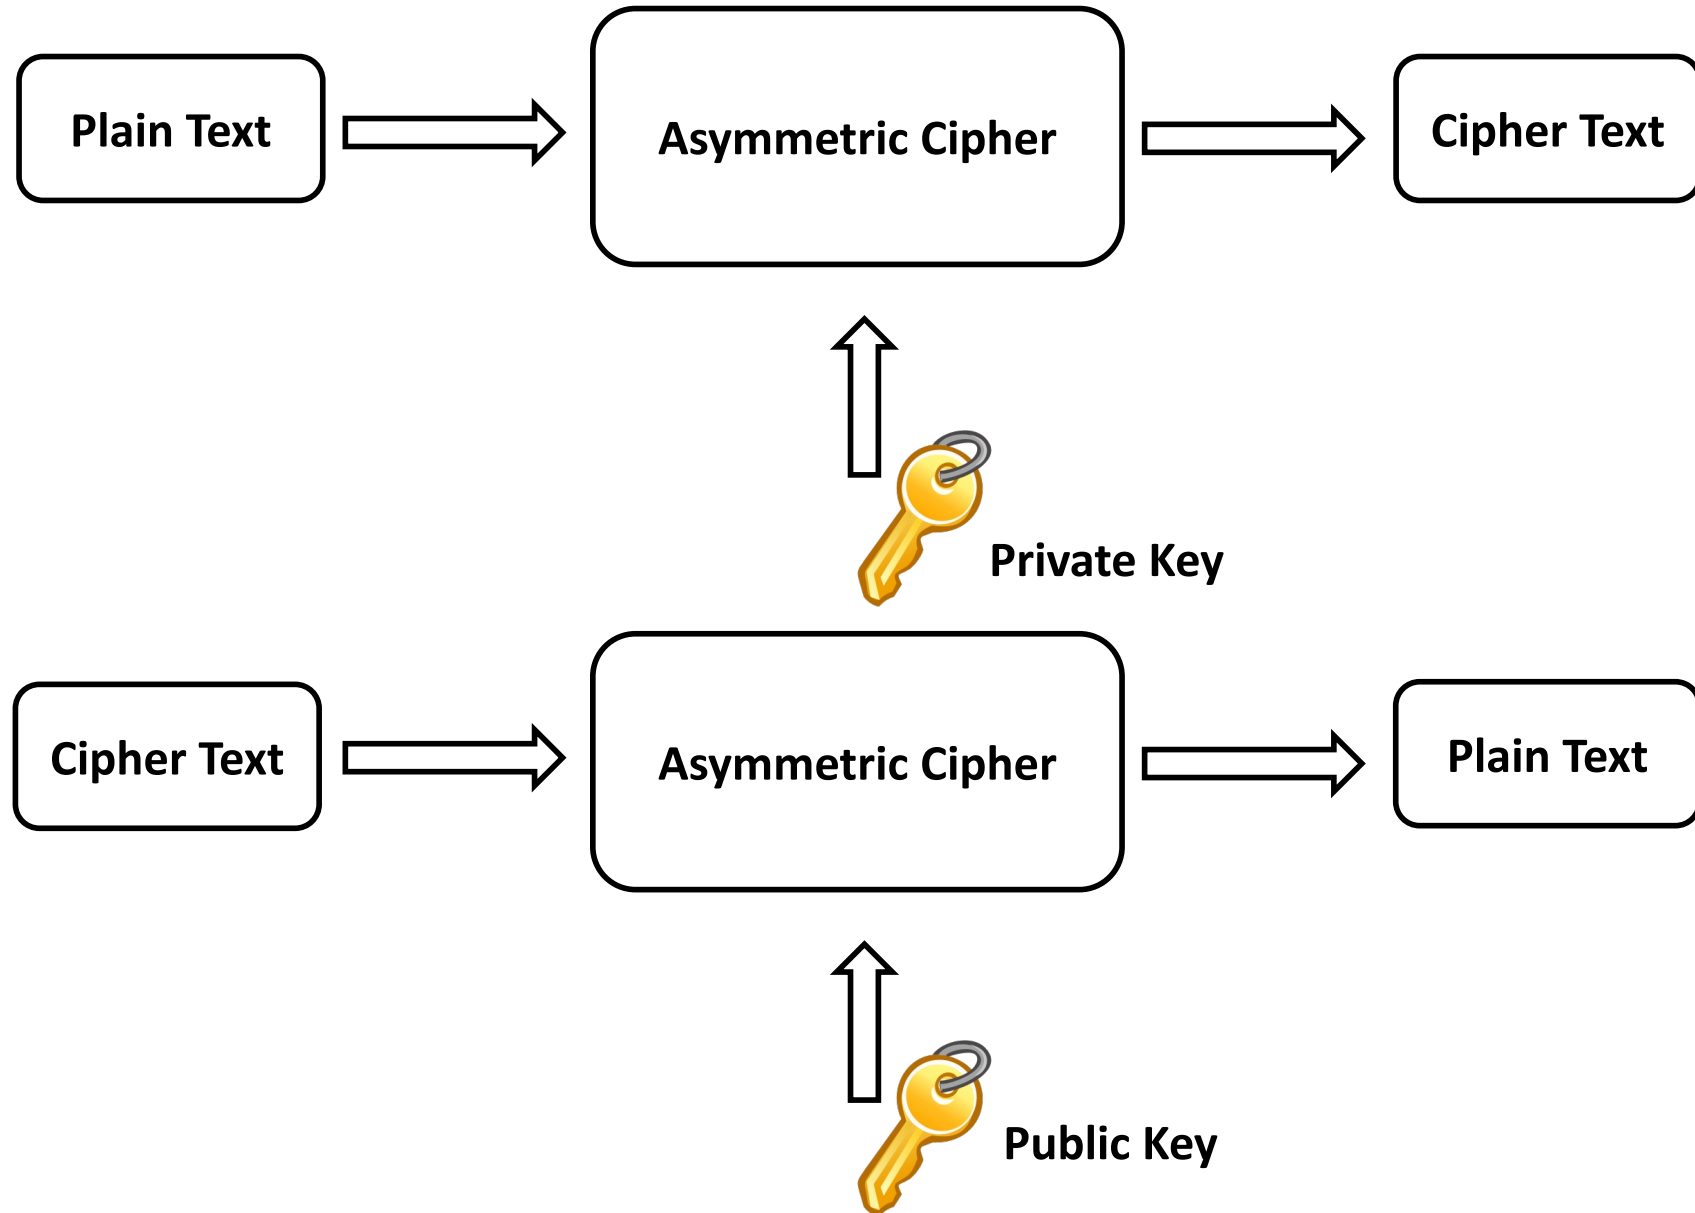 Plain Text
Asymmetric Cipher
Cipher Text
Private Key
Cipher Text
Asymmetric Cipher
Plain Text
Public Key